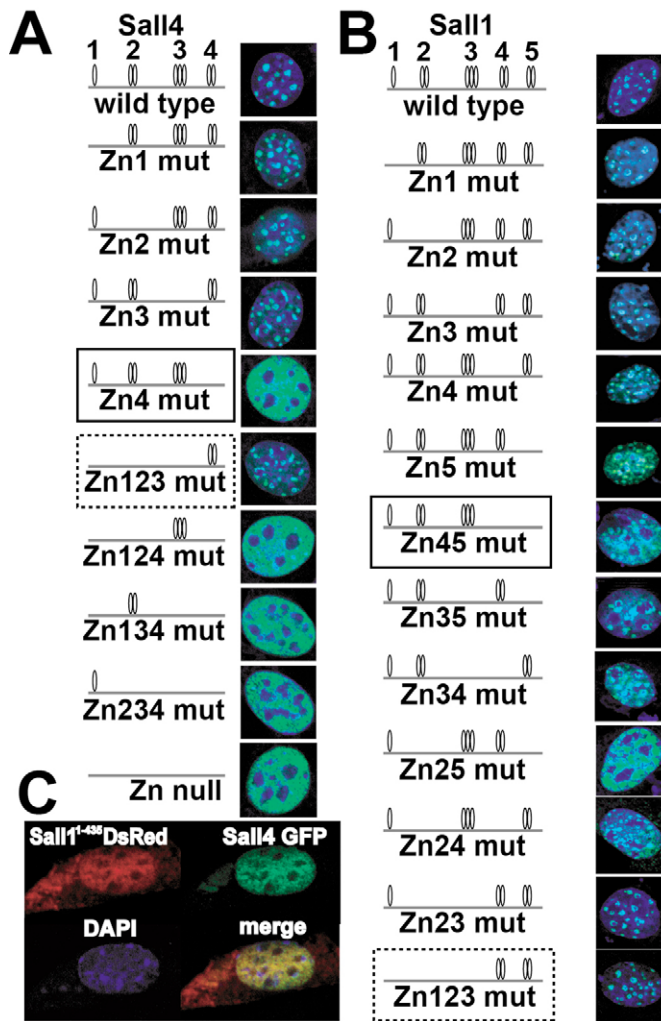 A
Sall4
1 2 3 4
wild type
Zn1 mut
Zn2 mut
Zn3 mut
Zn4 mut
Zn123 mut
Zn124 mut
Zn134 mut
Zn234 mut
Zn null
B
Sall1
1 2 3 4 5
wild type
Zn1 mut
Zn2 mut
Zn3 mut
Zn4 mut
Zn5 mut
Zn45 mut
Zn35 mut
Zn34 mut
Zn25 mut
Zn24 mut
Zn23 mut
Zn123 mut
C
Sall1¹⁻⁴³⁵DsRed
Sall4 GFP
DAPI
merge